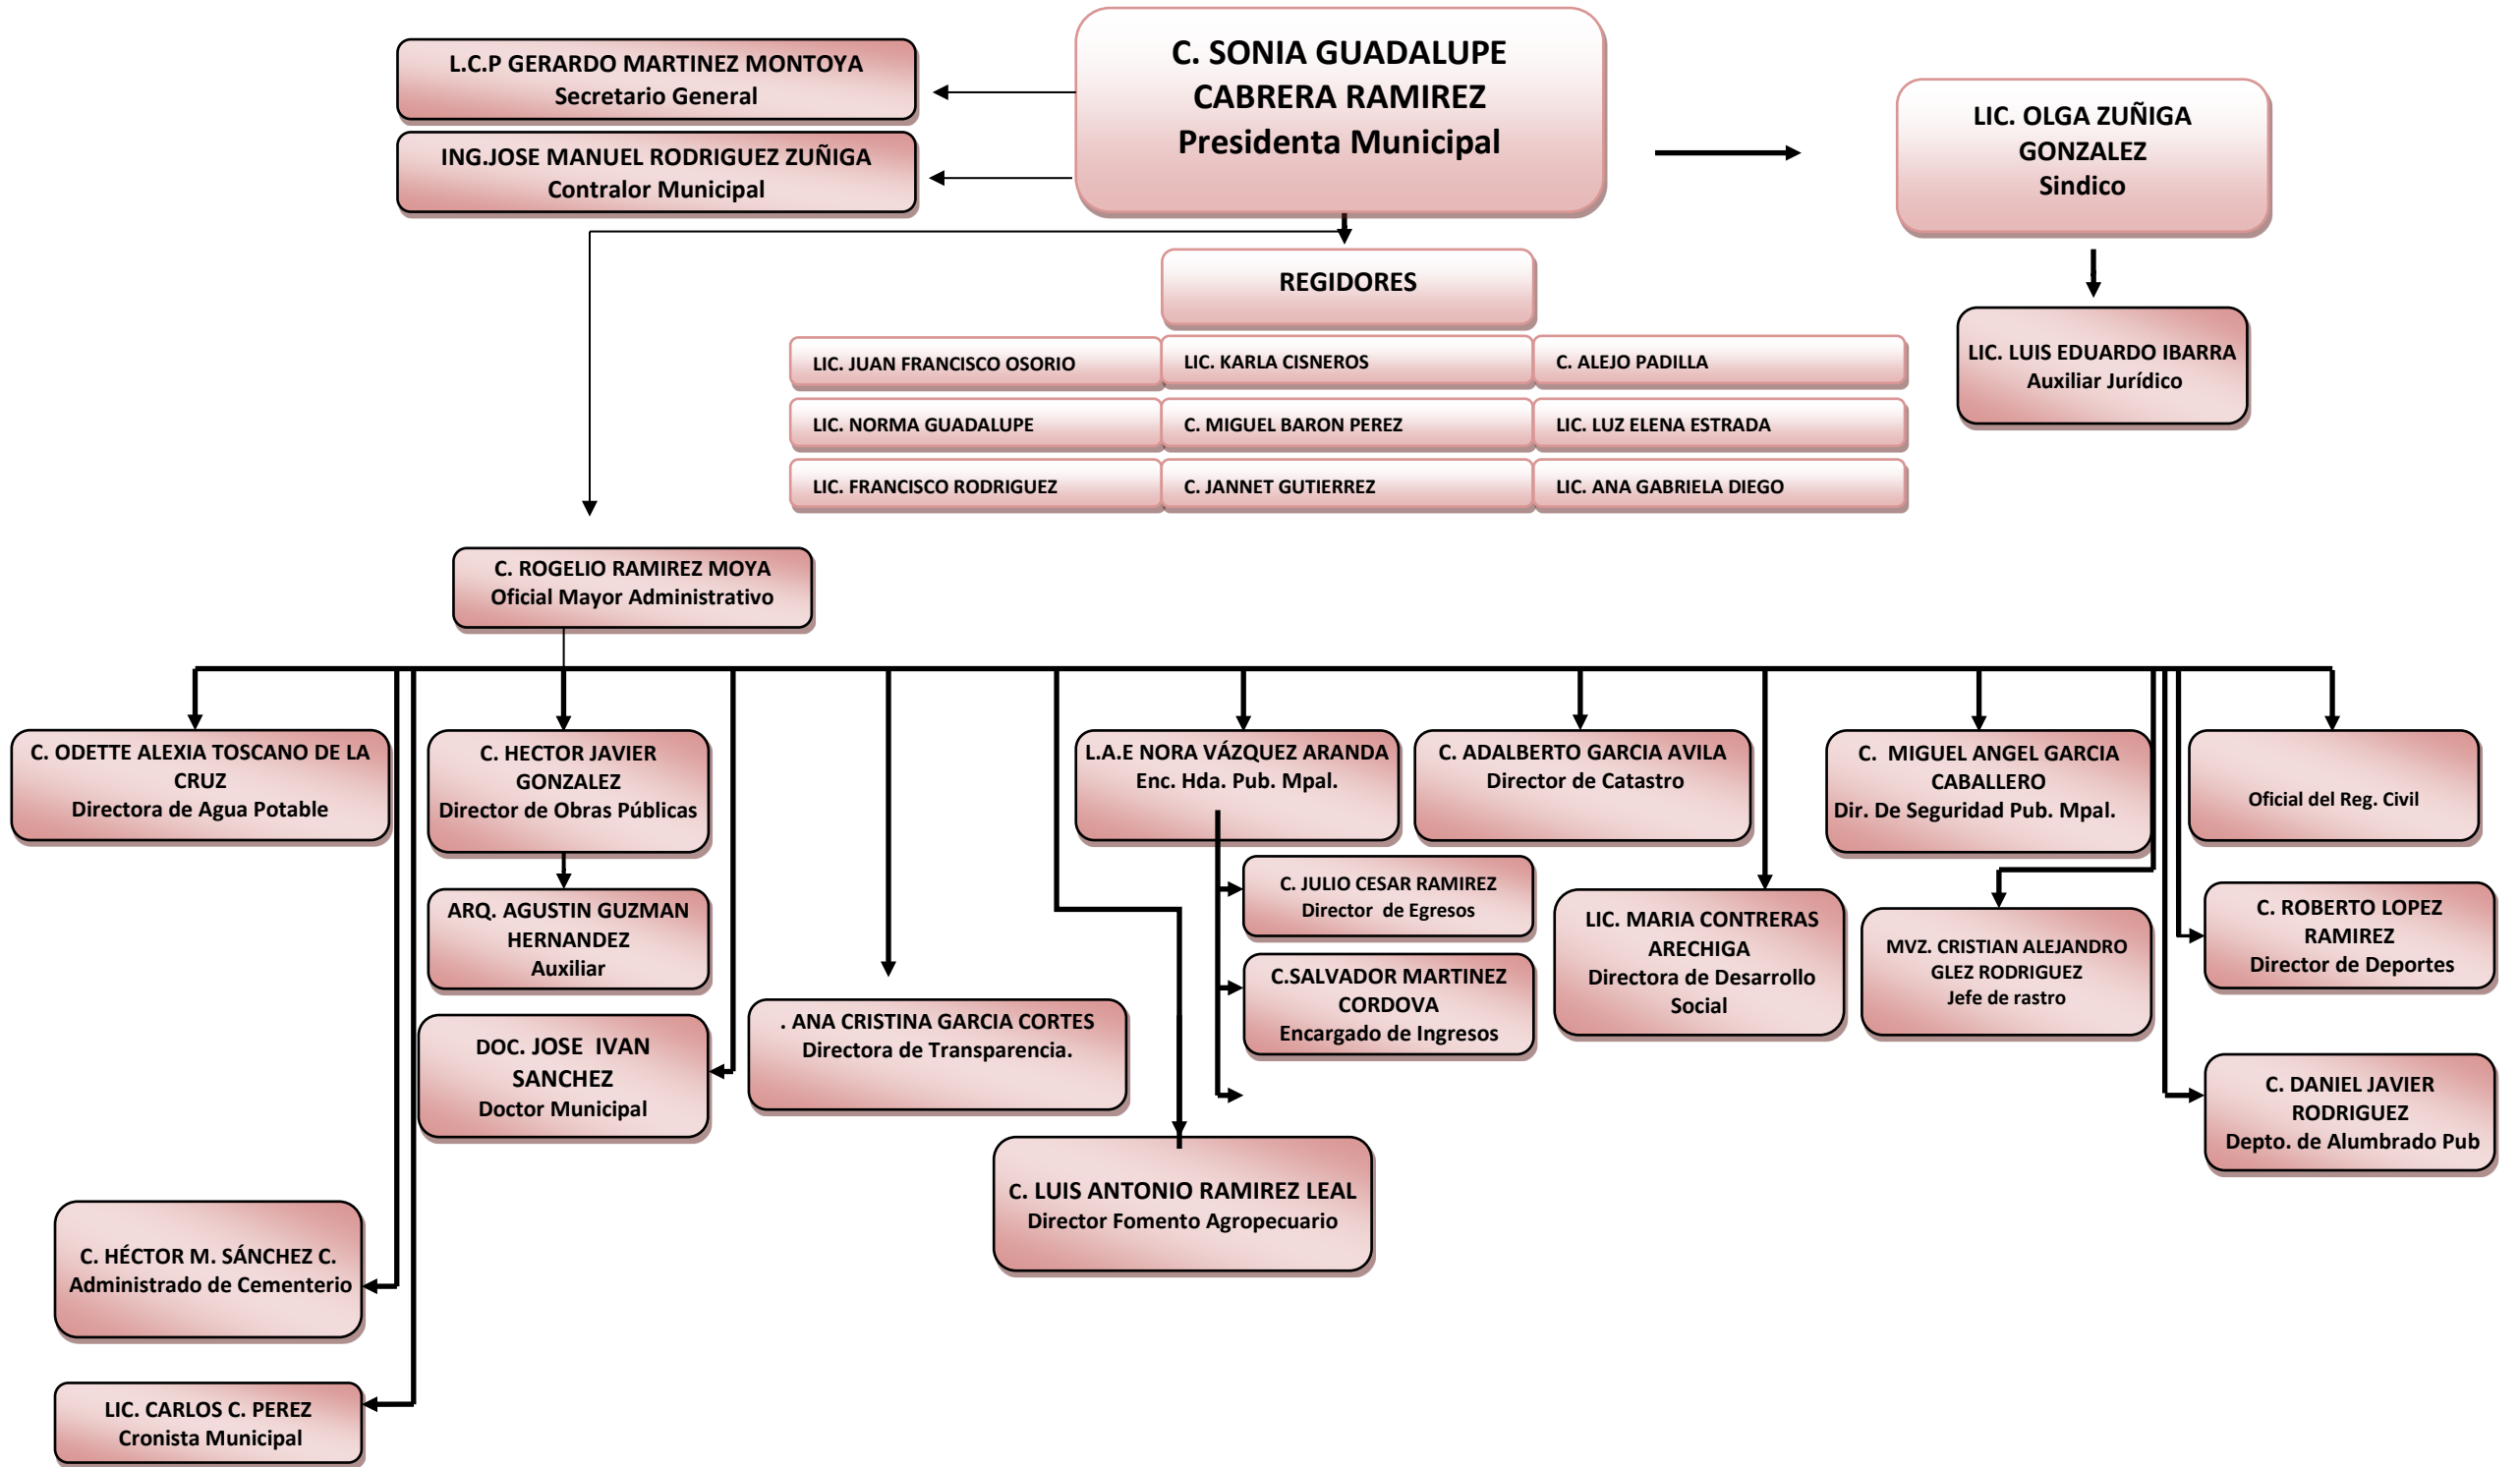 C. SONIA GUADALUPE
CABRERA RAMIREZ
Presidenta Municipal
L.C.P GERARDO MARTINEZ MONTOYA
Secretario General
ING.JOSE MANUEL RODRIGUEZ ZUÑIGA
Contralor Municipal
LIC. OLGA ZUÑIGA
GONZALEZ
Sindico
LIC. LUIS EDUARDO IBARRA
Auxiliar Jurídico
REGIDORES
LIC. JUAN FRANCISCO OSORIO
LIC. KARLA CISNEROS
C. ALEJO PADILLA
LIC. NORMA GUADALUPE
C. MIGUEL BARON PEREZ
LIC. LUZ ELENA ESTRADA
LIC. FRANCISCO RODRIGUEZ
C. JANNET GUTIERREZ
LIC. ANA GABRIELA DIEGO
C. ROGELIO RAMIREZ MOYA
Oficial Mayor Administrativo
C. ODETTE ALEXIA TOSCANO DE LA
CRUZ
Directora de Agua Potable
C. HECTOR JAVIER
GONZALEZ
Director de Obras Públicas
L.A.E NORA VÁZQUEZ ARANDA
Enc. Hda. Pub. Mpal.
C. ADALBERTO GARCIA AVILA
Director de Catastro
C.  MIGUEL ANGEL GARCIA
CABALLERO
Dir. De Seguridad Pub. Mpal.
Oficial del Reg. Civil
ARQ. AGUSTIN GUZMAN
HERNANDEZ
Auxiliar
C. JULIO CESAR RAMIREZ
Director  de Egresos
C.SALVADOR MARTINEZ
CORDOVA
Encargado de Ingresos
LIC. MARIA CONTRERAS
ARECHIGA
Directora de Desarrollo
Social
MVZ. CRISTIAN ALEJANDRO
GLEZ RODRIGUEZ
Jefe de rastro
C. ROBERTO LOPEZ
RAMIREZ
Director de Deportes
DOC. JOSE  IVAN
SANCHEZ
Doctor Municipal
. ANA CRISTINA GARCIA CORTES
Directora de Transparencia.
C. DANIEL JAVIER
RODRIGUEZ
Depto. de Alumbrado Pub
C. LUIS ANTONIO RAMIREZ LEAL
Director Fomento Agropecuario
C. HÉCTOR M. SÁNCHEZ C.
Administrado de Cementerio
LIC. CARLOS C. PEREZ
Cronista Municipal